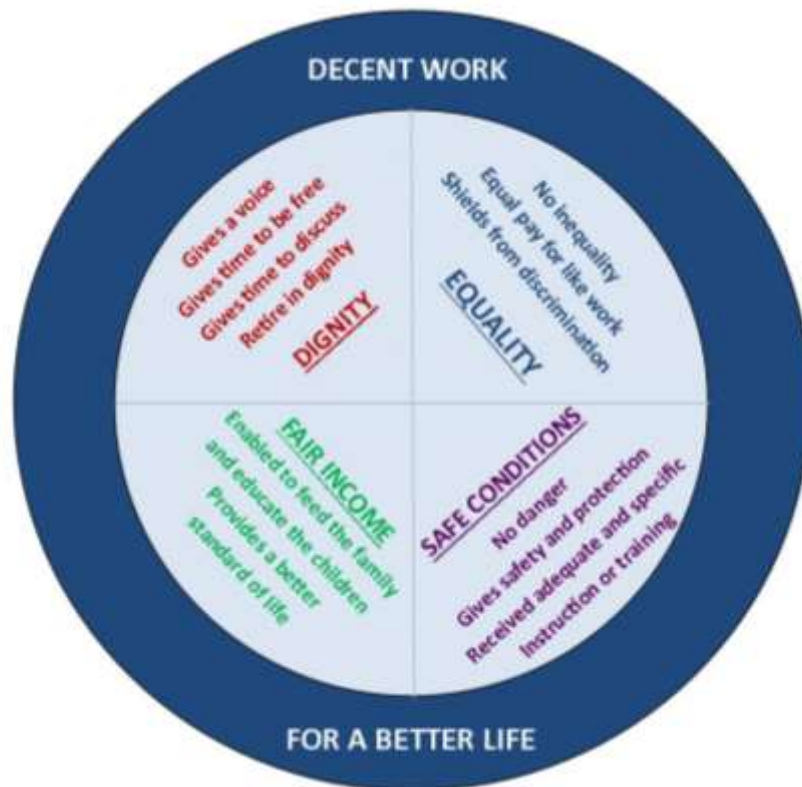 DECENT WORK
Gives a voice
Gives time to be free
Gives time to discuss
Retire in dignity
DIGNITY
No inequality
Equal pay for like work
Shields from discrimination
EQUALITY
FAIR INCOME
Enabled to feed the family
and educate the children
Provides a better
standard of life
SAFE CONDITIONS
No danger
Gives safety and protection
Received adequate and specific
Instruction or training
FOR A BETTER LIFE